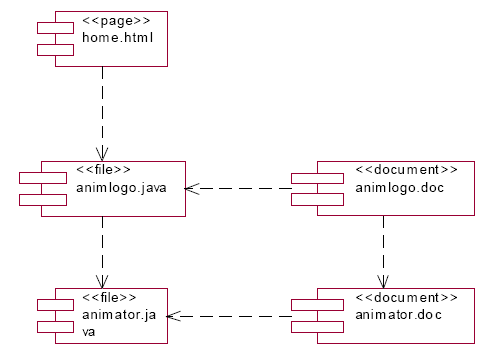 <<page>>
home.html
<<file>>
animlogo.java
<<document>>
animlogo.doc
<<file>>
animator.ja
va
<<document>>
animator.doc